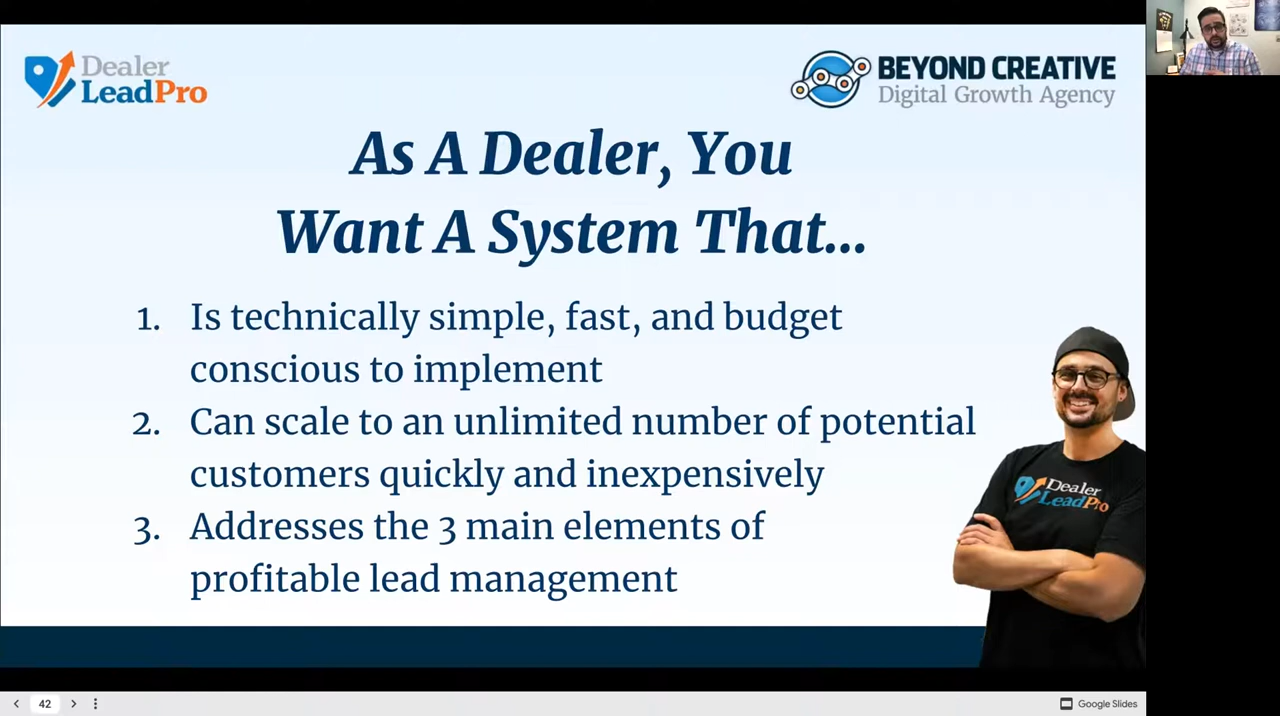 Dealer
LeadPro
BEYOND CREATIVE
Digital Growth Agency
As A Dealer, You
Want A System That...
1. Is technically simple, fast, and budget
conscious to implement
2. Can scale to an unlimited number of potential
customers quickly and inexpensively
3. Addresses the 3 main elements of
profitable lead management
Dealer
LeadPro
42
Google Slides